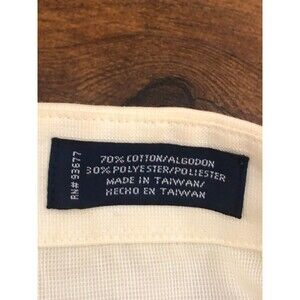 70% COTTON/ALGODON
30% POLYESTER/POLIESTER
MADE IN TAIWAN/
HECHO EN TAIWAN
RN# 93677